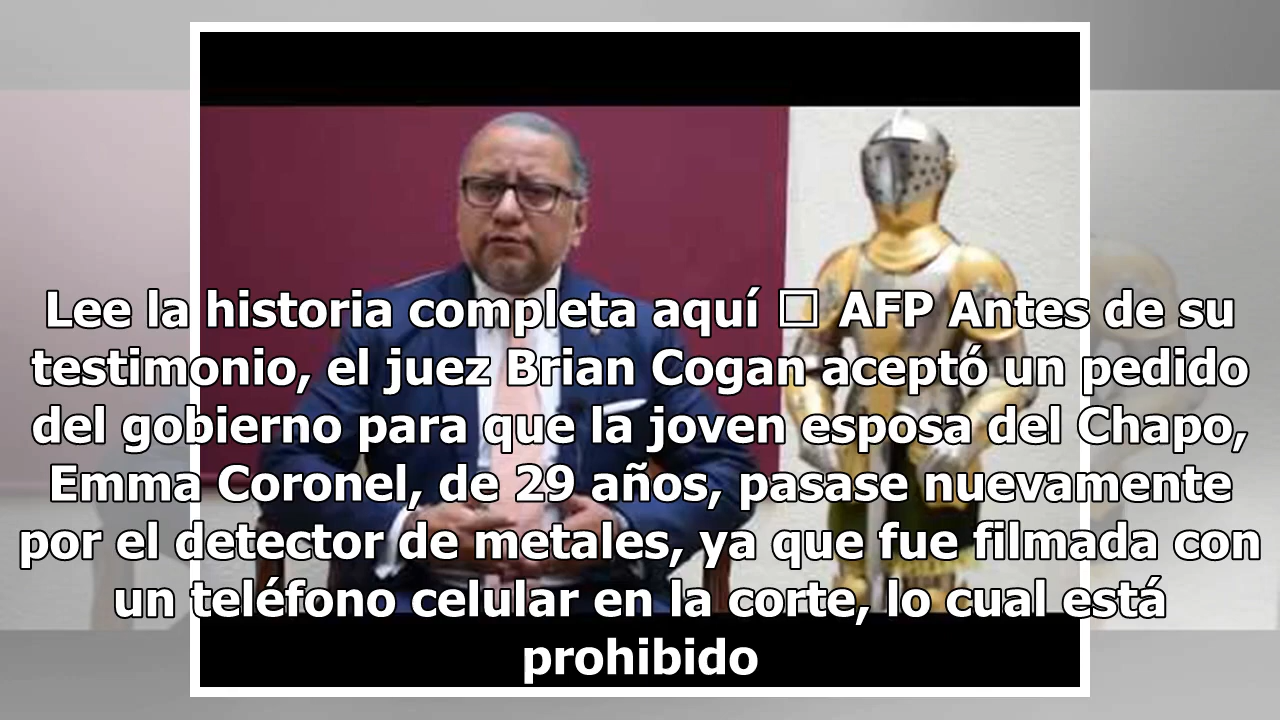 Lee la historia completa aquí □ AFP Antes de su
testimonio, el juez Brian Cogan aceptó un pedido
del gobierno para que la joven esposa del Chapo,
Emma Coronel, de 29 años, pasase nuevamente
por el detector de metales, ya que fue filmada con
un teléfono celular en la corte, lo cual está
prohibido